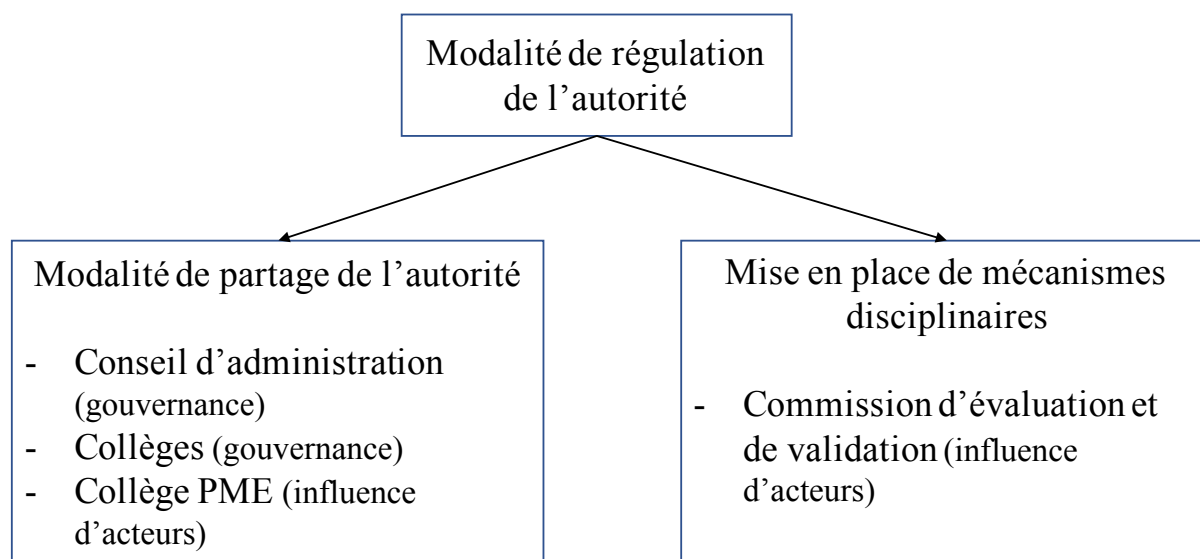 Modalité de régulation
de l’autorité
Modalité de partage de l’autorité
- Conseil d’administration
(gouvernance)
- Collèges (gouvernance)
- Collège PME (influence
d’acteurs)
Mise en place de mécanismes
disciplinaires
- Commission d’évaluation et
de validation (influence
d’acteurs)